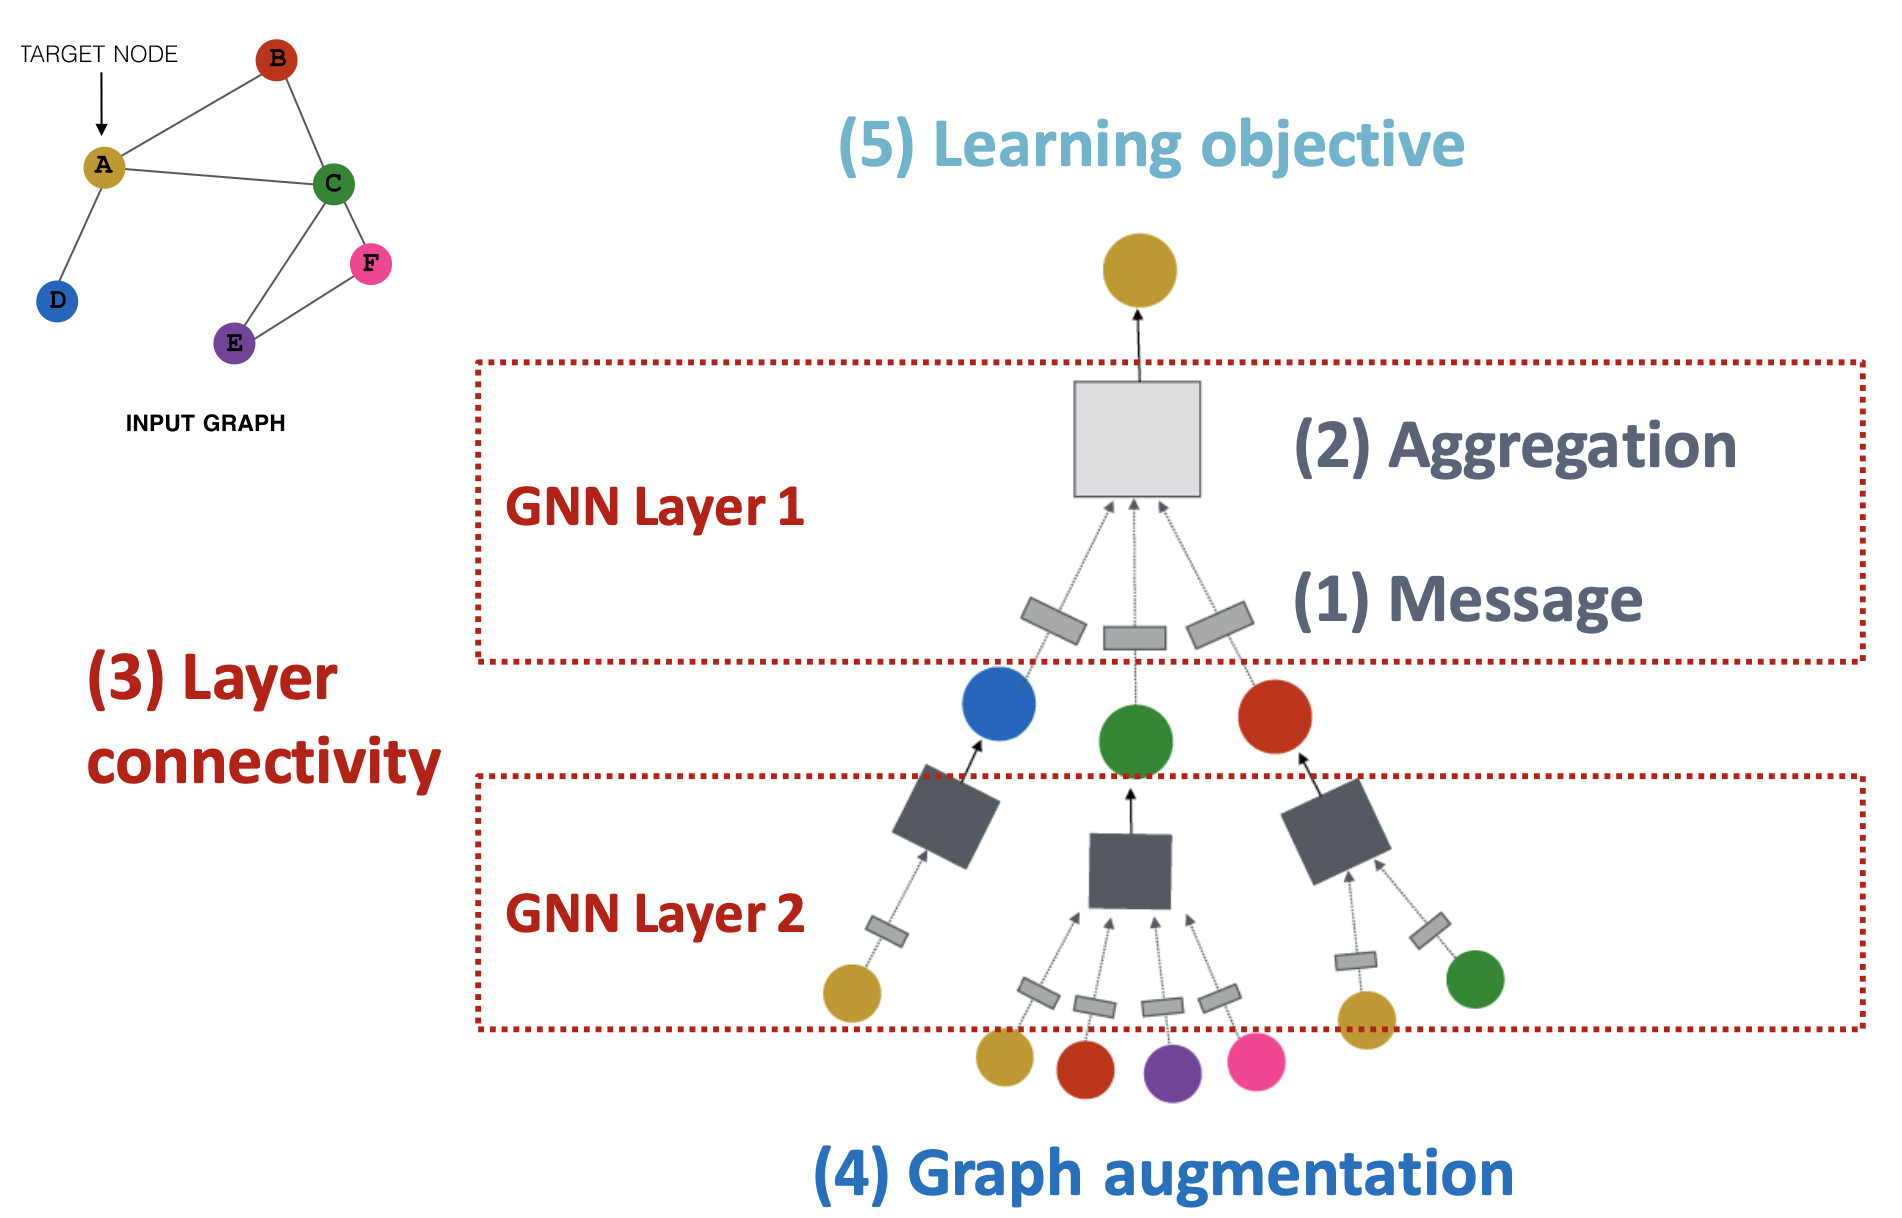 TARGET NODE
B
A
C
F
D
E
INPUT GRAPH
(5) Learning objective
GNN Layer 1
(2) Aggregation
(1) Message
(3) Layer
connectivity
GNN Layer 2
(4) Graph augmentation